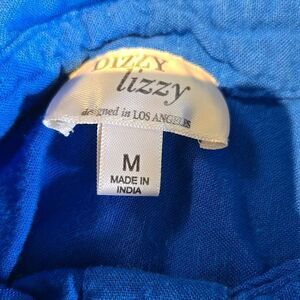 DIZZY
lizzy
designed in LOS ANGELES
M
MADE IN
INDIA